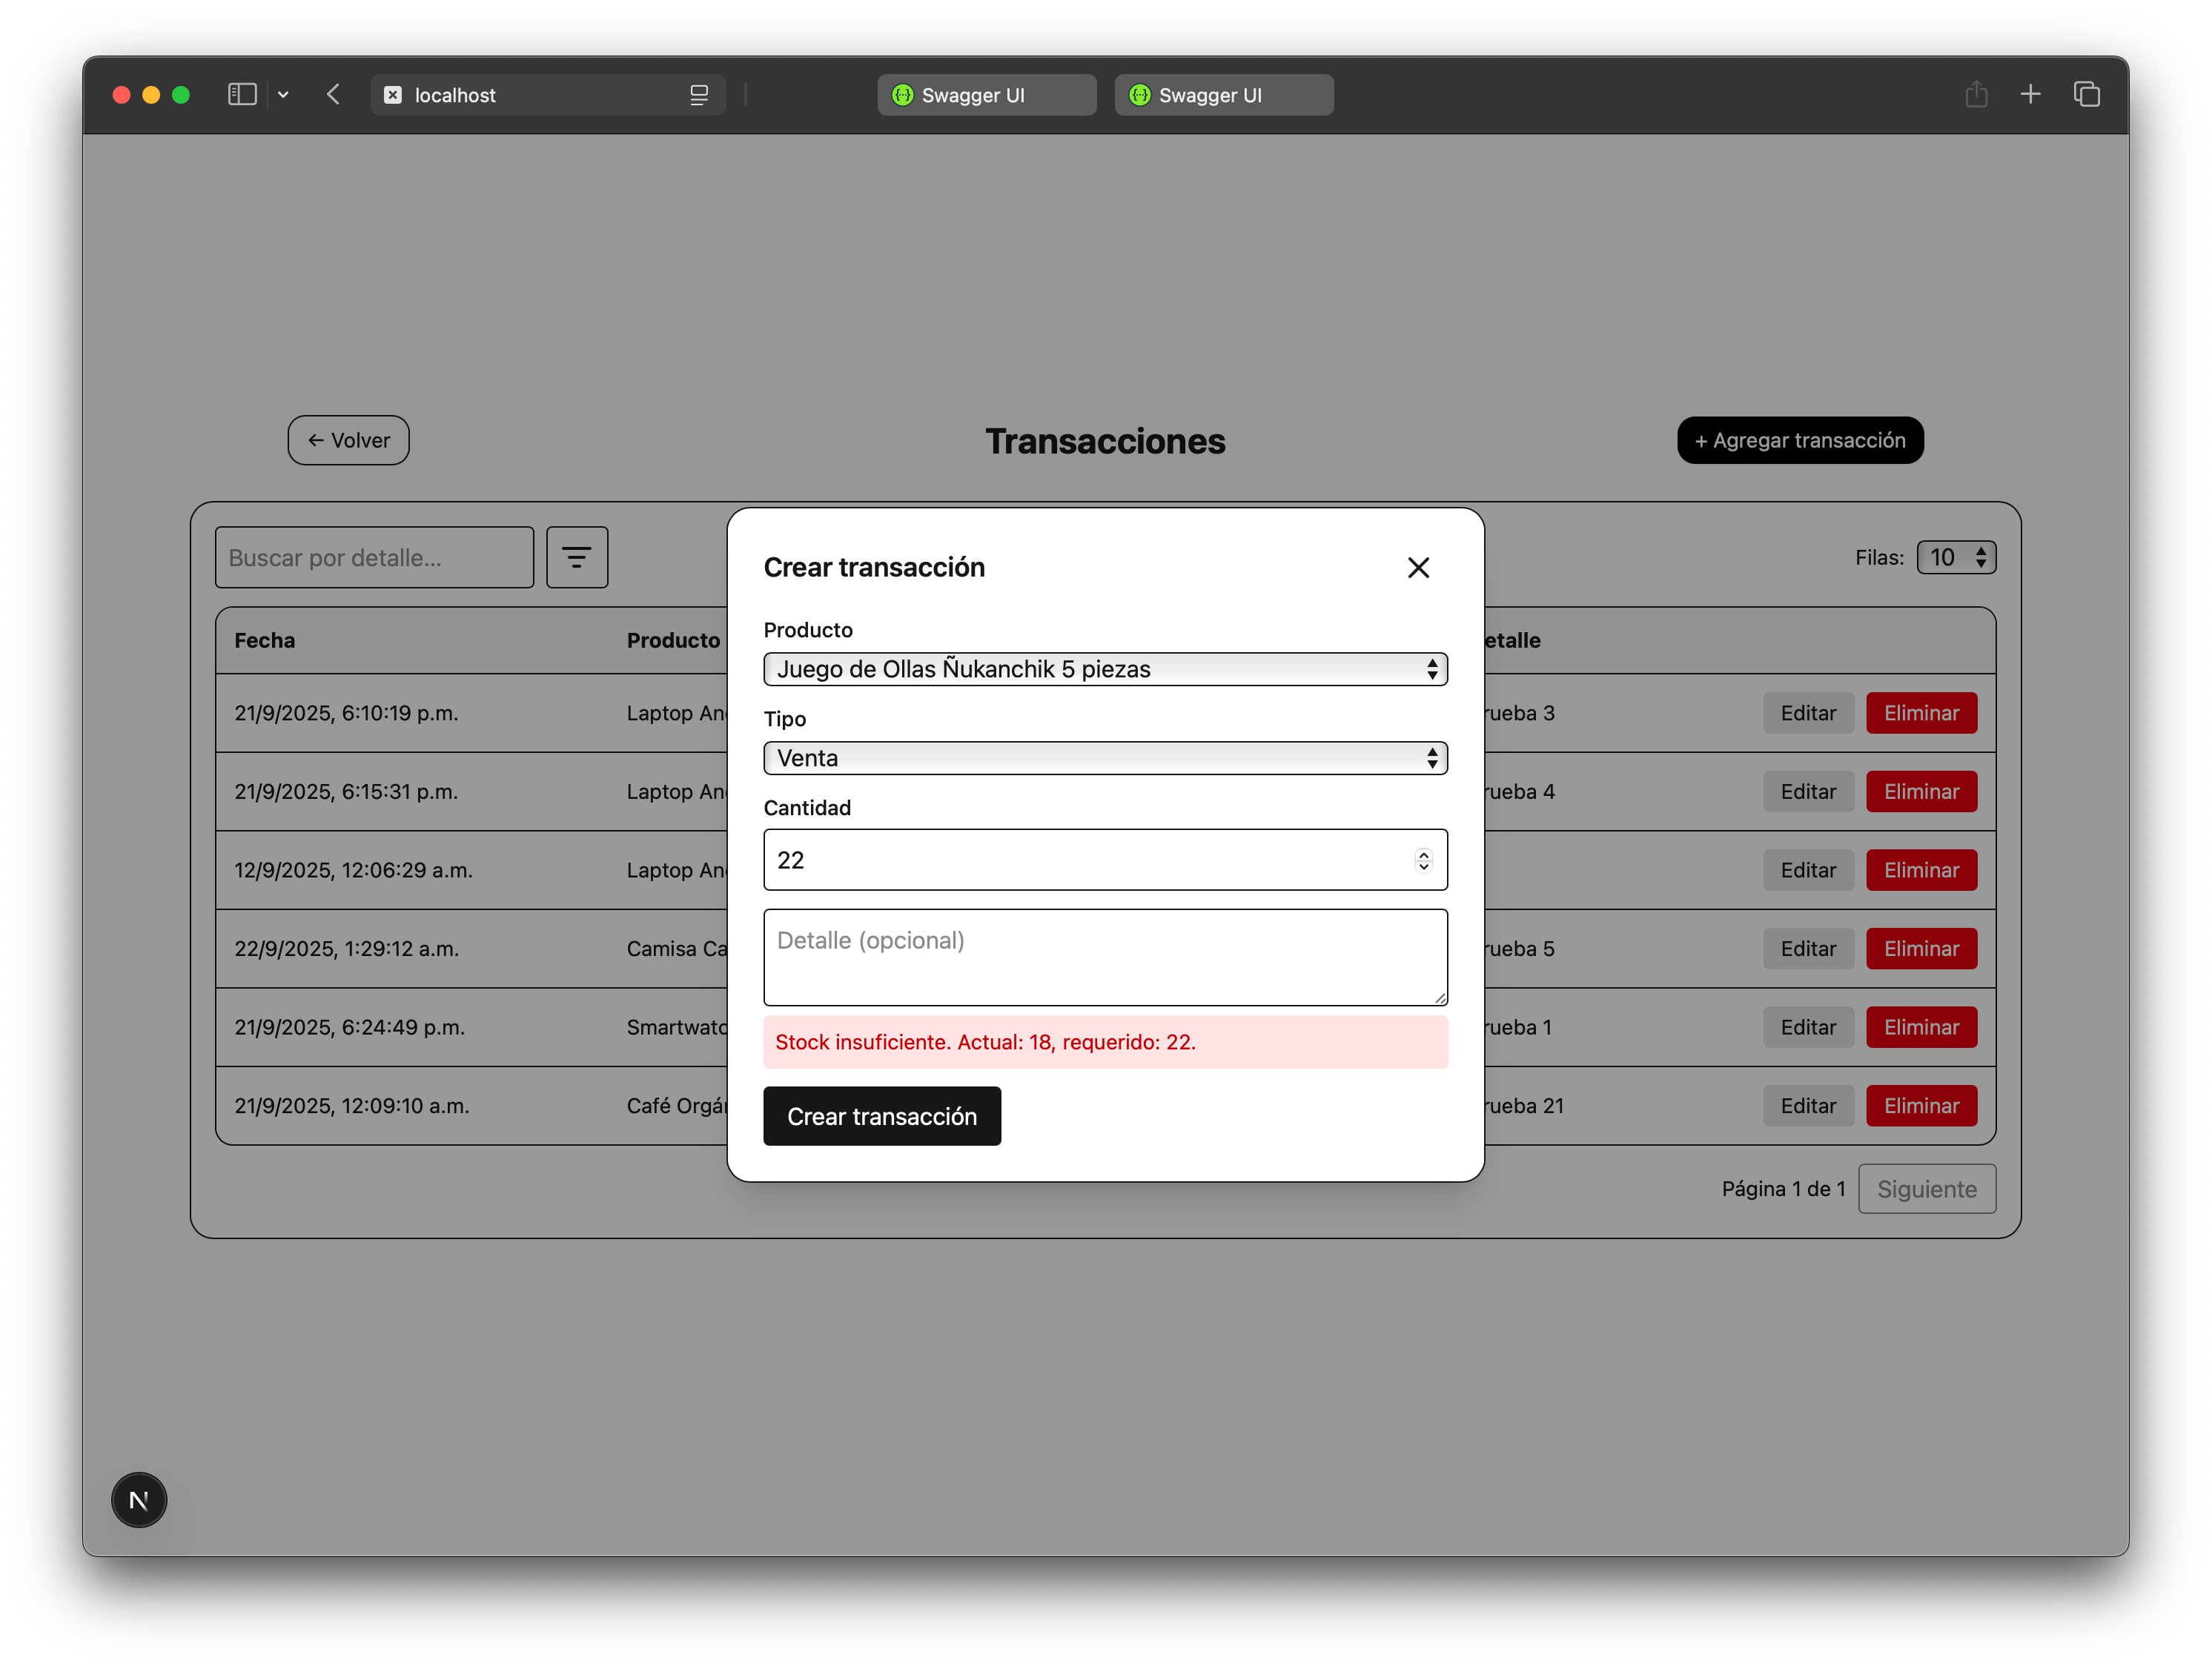 localhost
Swagger UI
Swagger UI
← Volver
Transacciones
+ Agregar transacción
Buscar por detalle...
Filas: 10
Crear transacción
Producto
Juego de Ollas Ñukanchik 5 piezas
Tipo
Venta
Cantidad
22
Detalle (opcional)
Stock insuficiente. Actual: 18, requerido: 22.
Crear transacción
Fecha Producto etalle
21/9/2025, 6:10:19 p.m. Laptop An rueba 3 Editar Eliminar
21/9/2025, 6:15:31 p.m. Laptop An rueba 4 Editar Eliminar
12/9/2025, 12:06:29 a.m. Laptop An Editar Eliminar
22/9/2025, 1:29:12 a.m. Camisa Ca rueba 5 Editar Eliminar
21/9/2025, 6:24:49 p.m. Smartwatc rueba 1 Editar Eliminar
21/9/2025, 12:09:10 a.m. Café Orgá rueba 21 Editar Eliminar
Página 1 de 1 Siguiente
N